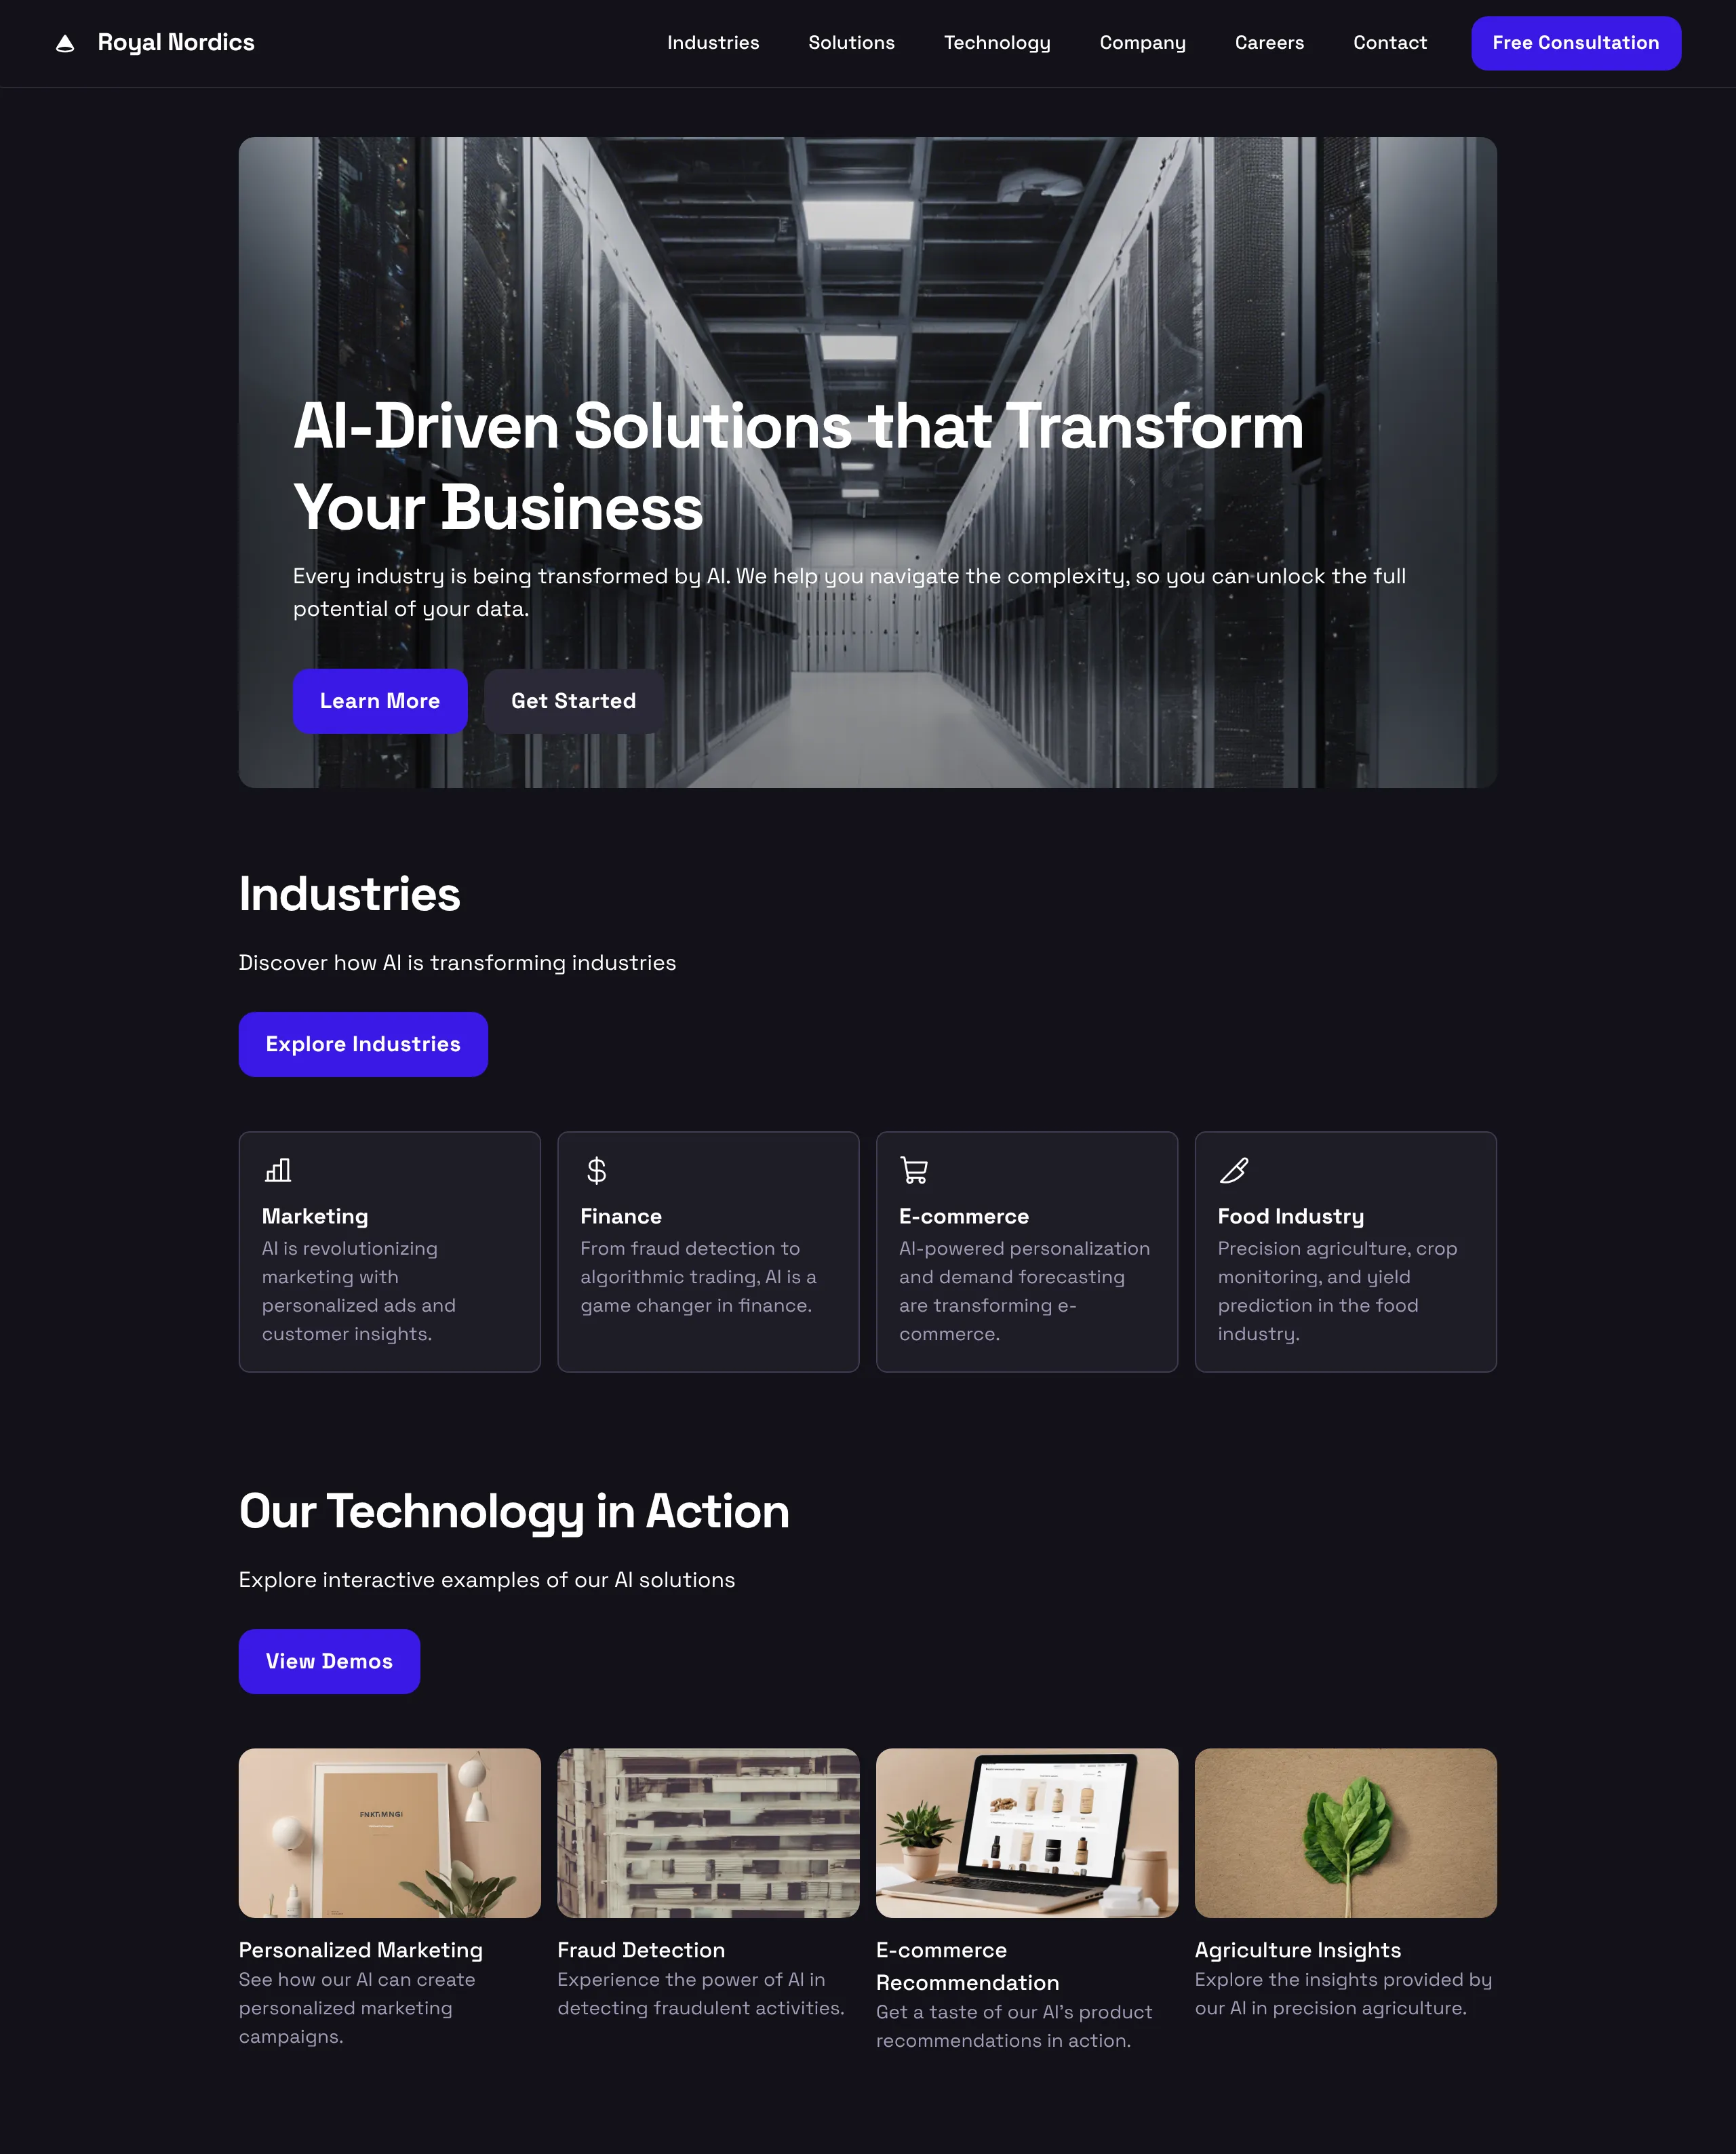 Royal Nordics
Industries
Solutions
Technology
Company
Careers
Contact
Free Consultation
AI-Driven Solutions that Transform
Your Business
Every industry is being transformed by AI. We help you navigate the complexity, so you can unlock the full
potential of your data.
Learn More
Get Started
Industries
Discover how AI is transforming industries
Explore Industries
Marketing
AI is revolutionizing
marketing with
personalized ads and
customer insights.
Finance
From fraud detection to
algorithmic trading, AI is a
game changer in finance.
E-commerce
AI-powered personalization
and demand forecasting
are transforming e-
commerce.
Food Industry
Precision agriculture, crop
monitoring, and yield
prediction in the food
industry.
Our Technology in Action
Explore interactive examples of our AI solutions
View Demos
Personalized Marketing
See how our AI can create
personalized marketing
campaigns.
Fraud Detection
Experience the power of AI in
detecting fraudulent activities.
E-commerce
Recommendation
Get a taste of our AI's product
recommendations in action.
Agriculture Insights
Explore the insights provided by
our AI in precision agriculture.